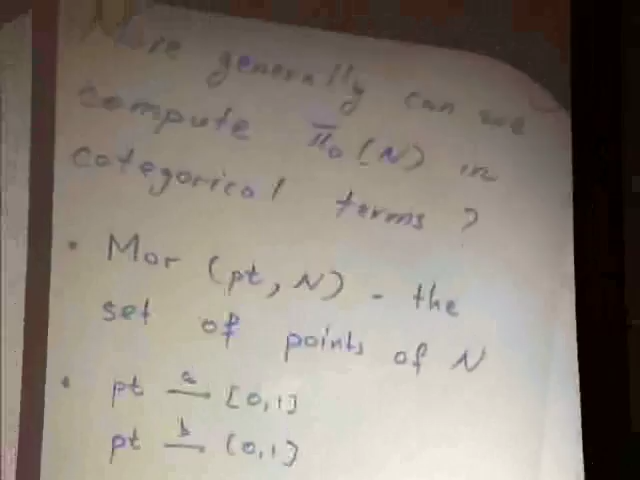 generally can we
compute π₀(N) in
categorical terms ?
• Mor (pt, N) - the
set of points of N
• pt —a— [0,1]
pt —b— [0,1]